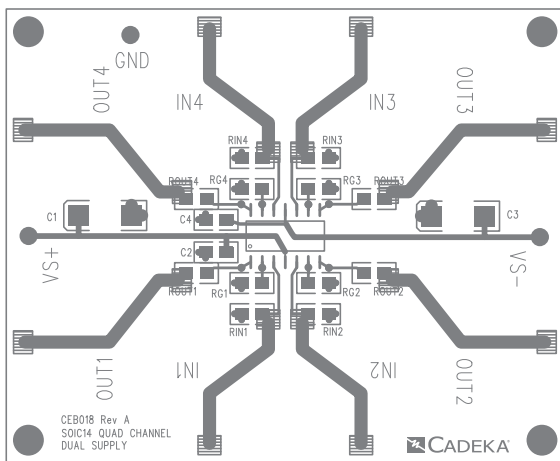 GND
OUT4
IN4
IN3
OUT3
RIN4
RIN3
RG4
RG3
ROUT4
ROUT3
C1
C4
C3
VS+
VS-
C2
ROUT1
RG1
RG2
ROUT2
RIN1
RIN2
OUT1
IN1
IN2
OUT2
CEB018 Rev A
SOIC14 QUAD CHANNEL
DUAL SUPPLY
CADEKA